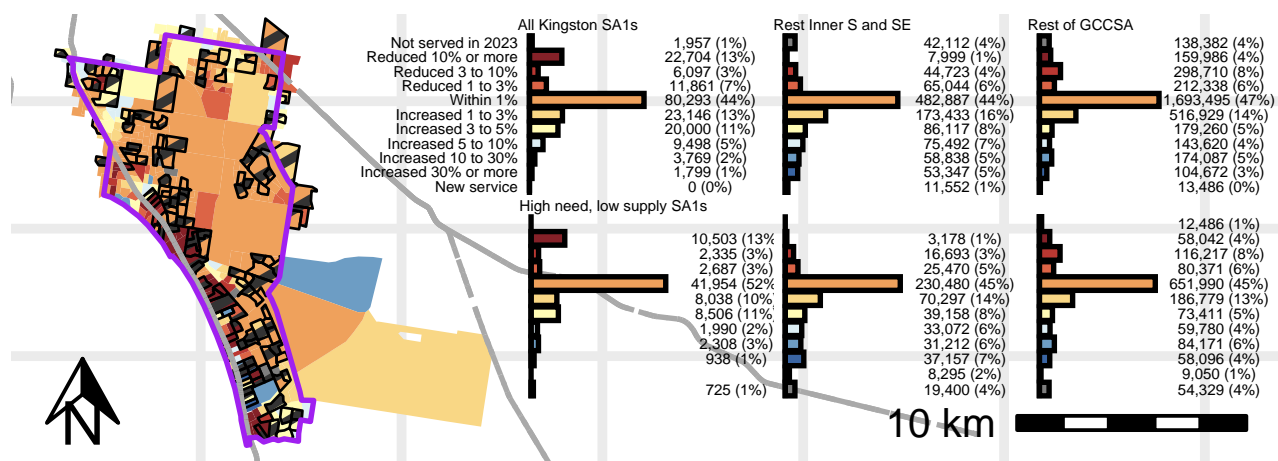 All Kingston SA1s Rest Inner S and SE Rest of GCCSA
Not served in 2023 1,957 (1%) 42,112 (4%) 138,382 (4%)
Reduced 10% or more 22,704 (13%) 7,999 (1%) 159,986 (4%)
Reduced 3 to 10% 6,097 (3%) 44,723 (4%) 298,710 (8%)
Reduced 1 to 3% 11,861 (7%) 65,044 (6%) 212,338 (6%)
Within 1% 80,293 (44%) 482,887 (44%) 1,693,495 (47%)
Increased 1 to 3% 23,146 (13%) 173,433 (16%) 516,929 (14%)
Increased 3 to 5% 20,000 (11%) 86,117 (8%) 179,260 (5%)
Increased 5 to 10% 9,498 (5%) 75,492 (7%) 143,620 (4%)
Increased 10 to 30% 3,769 (2%) 58,838 (5%) 174,087 (5%)
Increased 30% or more 1,799 (1%) 53,347 (5%) 104,672 (3%)
New service 0 (0%) 11,552 (1%) 13,486 (0%)
High need, low supply SA1s
12,486 (1%)
10,503 (13% 3,178 (1%) 58,042 (4%)
2,335 (3%) 16,693 (3%) 116,217 (8%)
2,687 (3%) 25,470 (5%) 80,371 (6%)
41,954 (52% 230,480 (45%) 651,990 (45%)
8,038 (10% 70,297 (14%) 186,779 (13%)
8,506 (11% 39,158 (8%) 73,411 (5%)
1,990 (2%) 33,072 (6%) 59,780 (4%)
2,308 (3%) 31,212 (6%) 84,171 (6%)
938 (1%) 37,157 (7%) 58,096 (4%)
8,295 (2%) 9,050 (1%)
725 (1%) 19,400 (4%) 54,329 (4%)
N
10 km